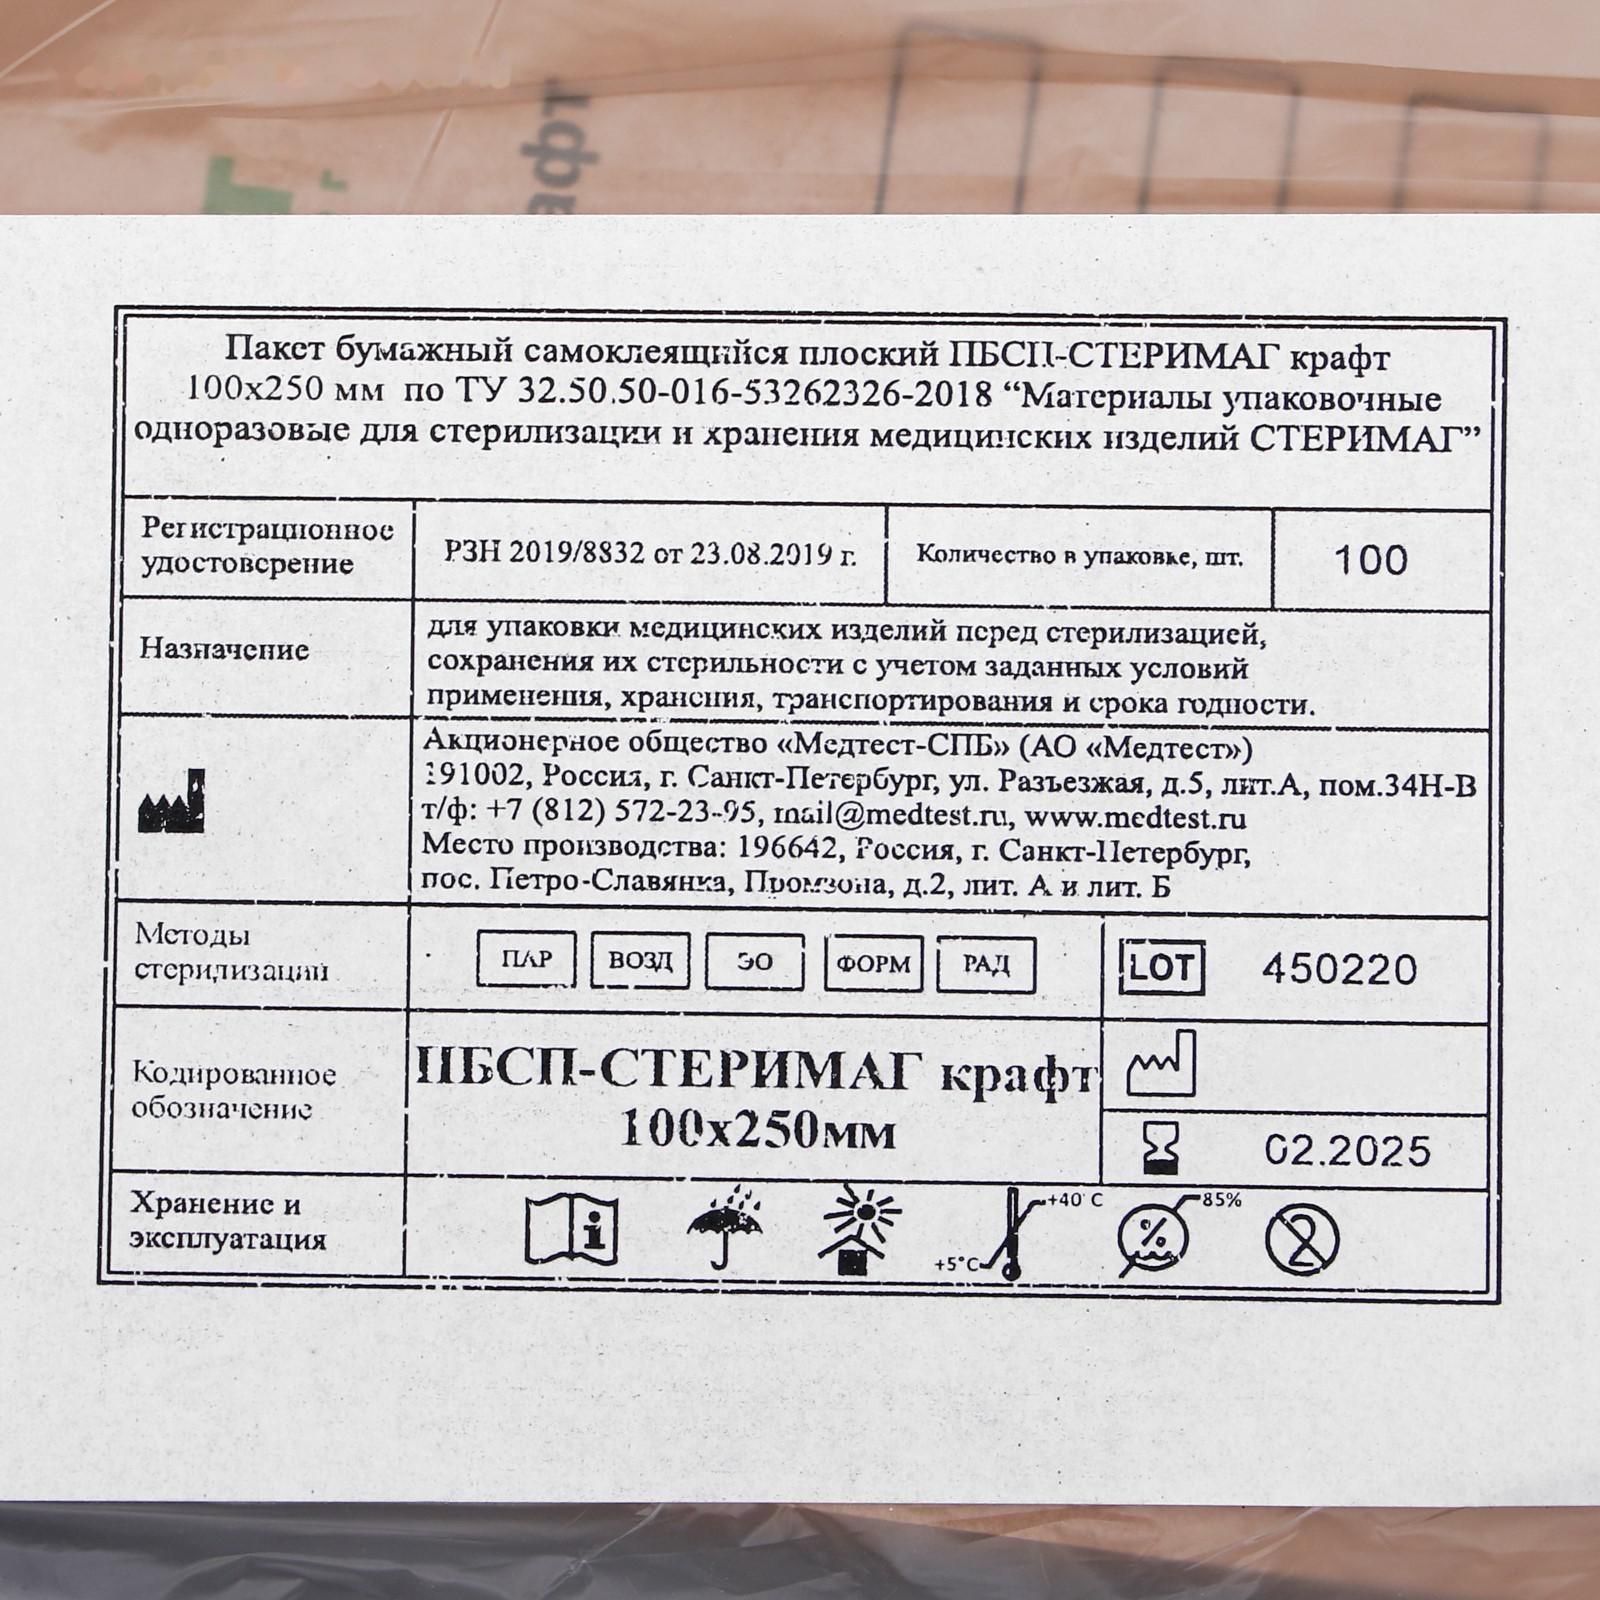 афт
Пакет бумажный самоклеящийся плоский ПБСП-СТЕРИМАГ крафт
100х250 мм по ТУ 32.50.50-016-53262326-2018 “Материалы упаковочные
одноразовые для стерилизации и хранения медицинских изделий СТЕРИМАГ”
Регистрационное
удостоверение
РЗН 2019/8832 от 23.08.2019 г.
Количество в упаковке, шт.
100
Назначение
для упаковки медицинских изделий перед стерилизацией,
сохранения их стерильности с учетом заданных условий
применения, хранения, транспортирования и срока годности.
Акционерное общество «Медтест-СПБ» (АО «Медтест»)
191002, Россия, г. Санкт-Петербург, ул. Разъезжая, д.5, лит.А, пом.34Н-В
т/ф: +7 (812) 572-23-95, mail@medtest.ru, www.medtest.ru
Место производства: 196642, Россия, г. Санкт-Петербург,
пос. Петро-Славянка, Промзона, д.2, лит. А и лит. Б
Методы
стерилизации
ПАР ВОЗД ЭО ФОРМ РАД
LOT 450220
Кодированное
обозначение
ПБСП-СТЕРИМАГ крафт
100х250мм
02.2025
Хранение и
эксплуатация
+5°C
+40°C
%
85%
2